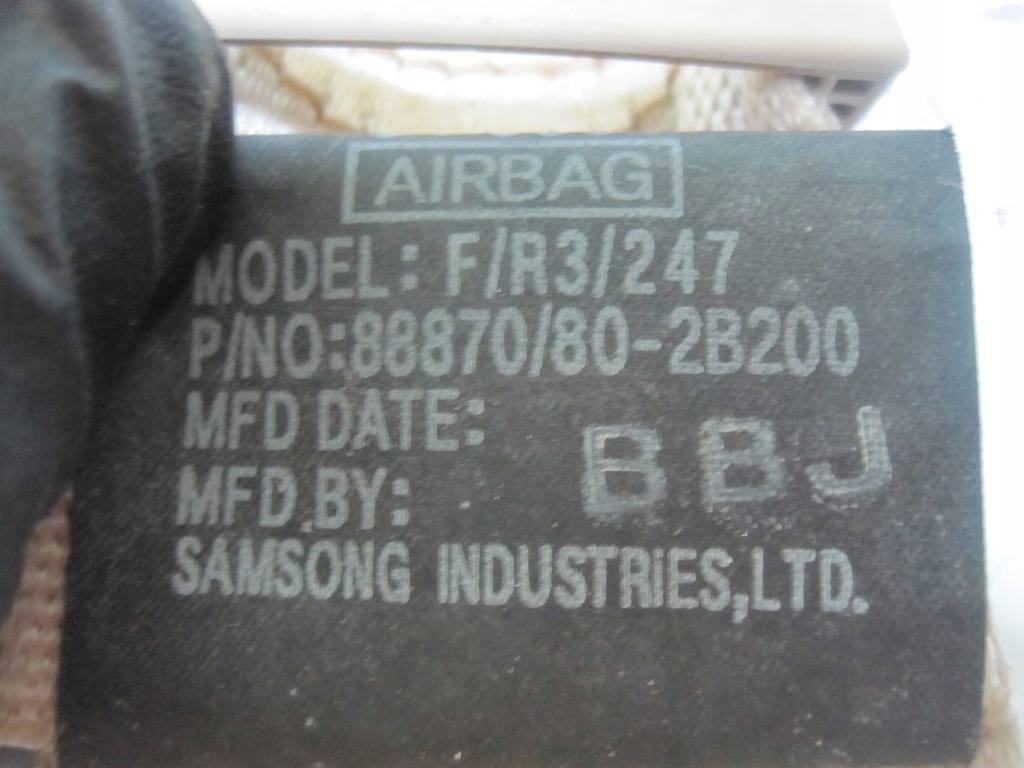 AIRBAG
MODEL: F/R3/247
P/NO:88870/80-2B200
MFD DATE:
BBJ
MFD.BY:
SAMSONG INDUSTRIES,LTD.